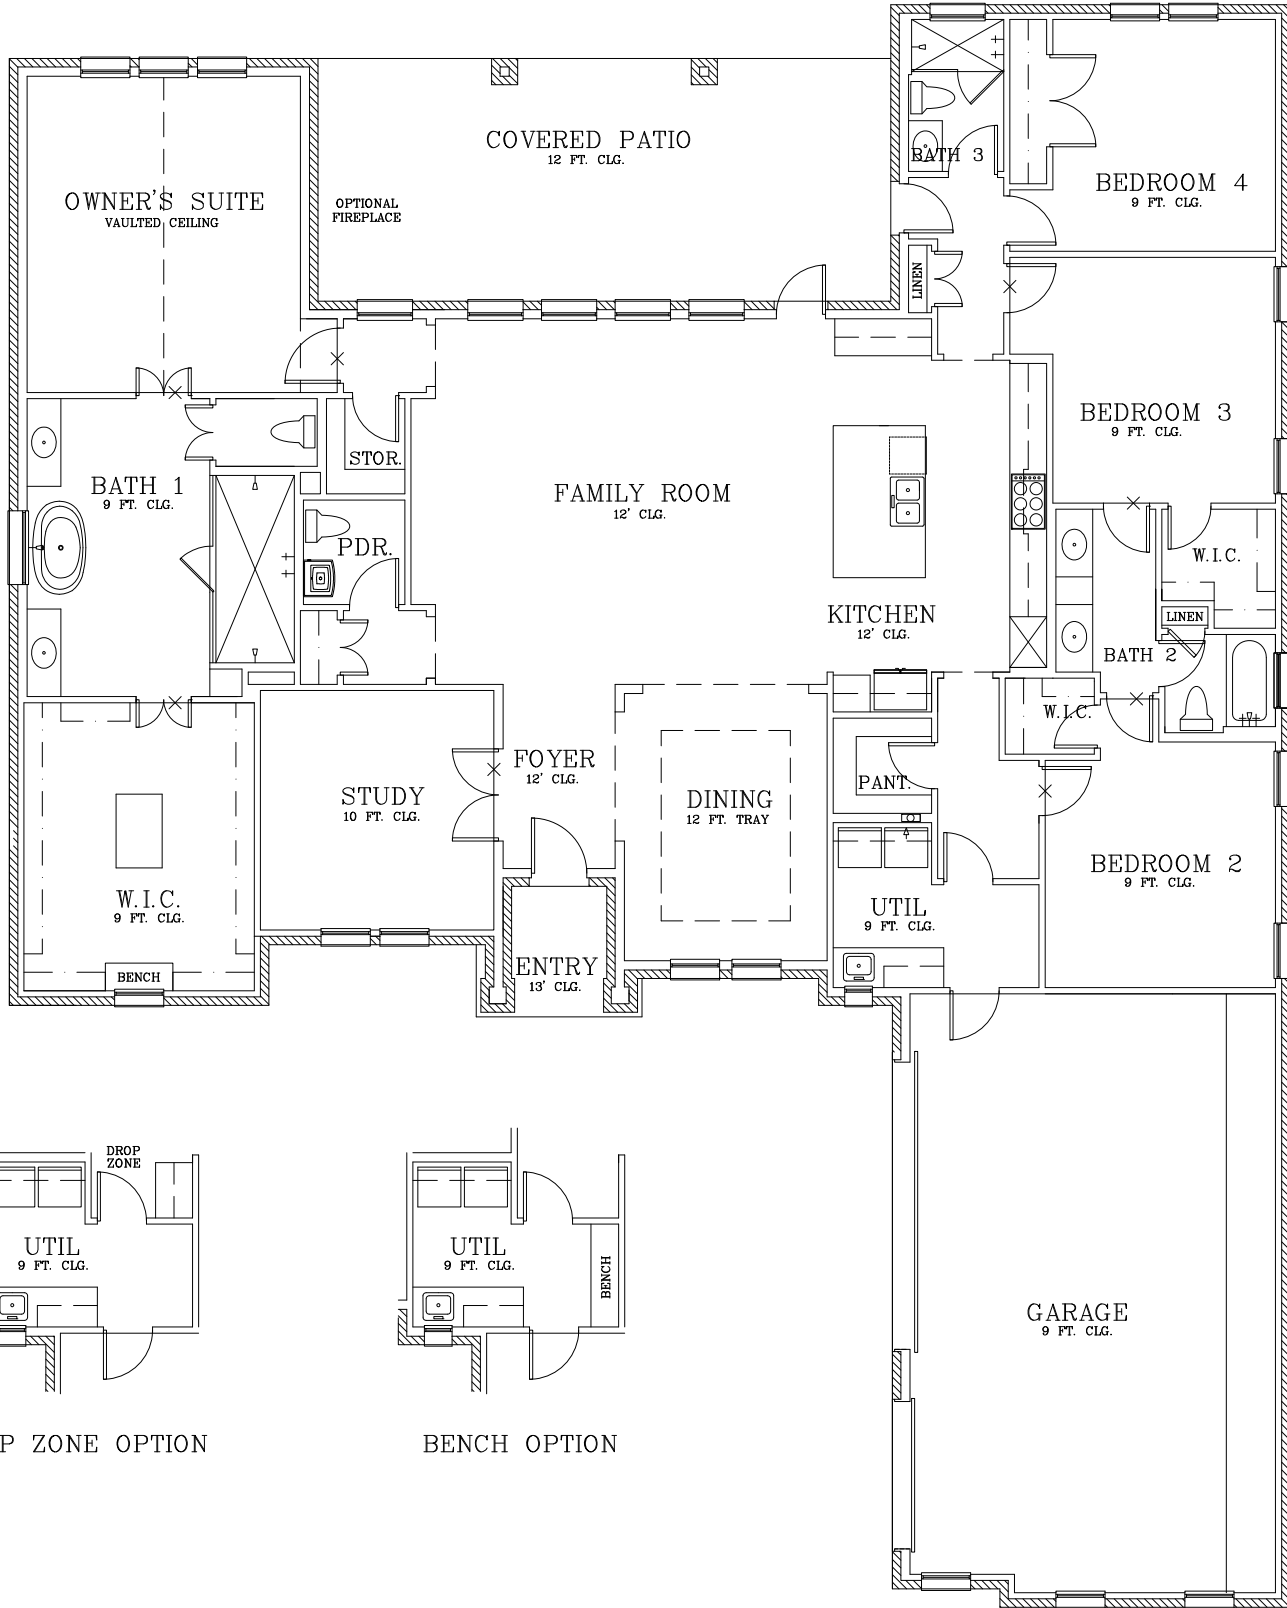 COVERED PATIO
12 FT. CLG.
BATH 3
BEDROOM 4
9 FT. CLG.
OWNER'S SUITE
VAULTED CEILING
OPTIONAL
FIREPLACE
LINEN
BEDROOM 3
9 FT. CLG.
STOR.
BATH 1
9 FT. CLG.
FAMILY ROOM
12' CLG.
PDR.
W.I.C.
KITCHEN
12' CLG.
LINEN
BATH 2
W.I.C.
FOYER
12' CLG.
PANT.
STUDY
10 FT. CLG.
DINING
12 FT. TRAY
BEDROOM 2
9 FT. CLG.
W.I.C.
9 FT. CLG.
UTIL
9 FT. CLG.
BENCH
ENTRY
13' CLG.
DROP
ZONE
UTIL
9 FT. CLG.
UTIL
9 FT. CLG.
BENCH
GARAGE
9 FT. CLG.
P ZONE OPTION
BENCH OPTION